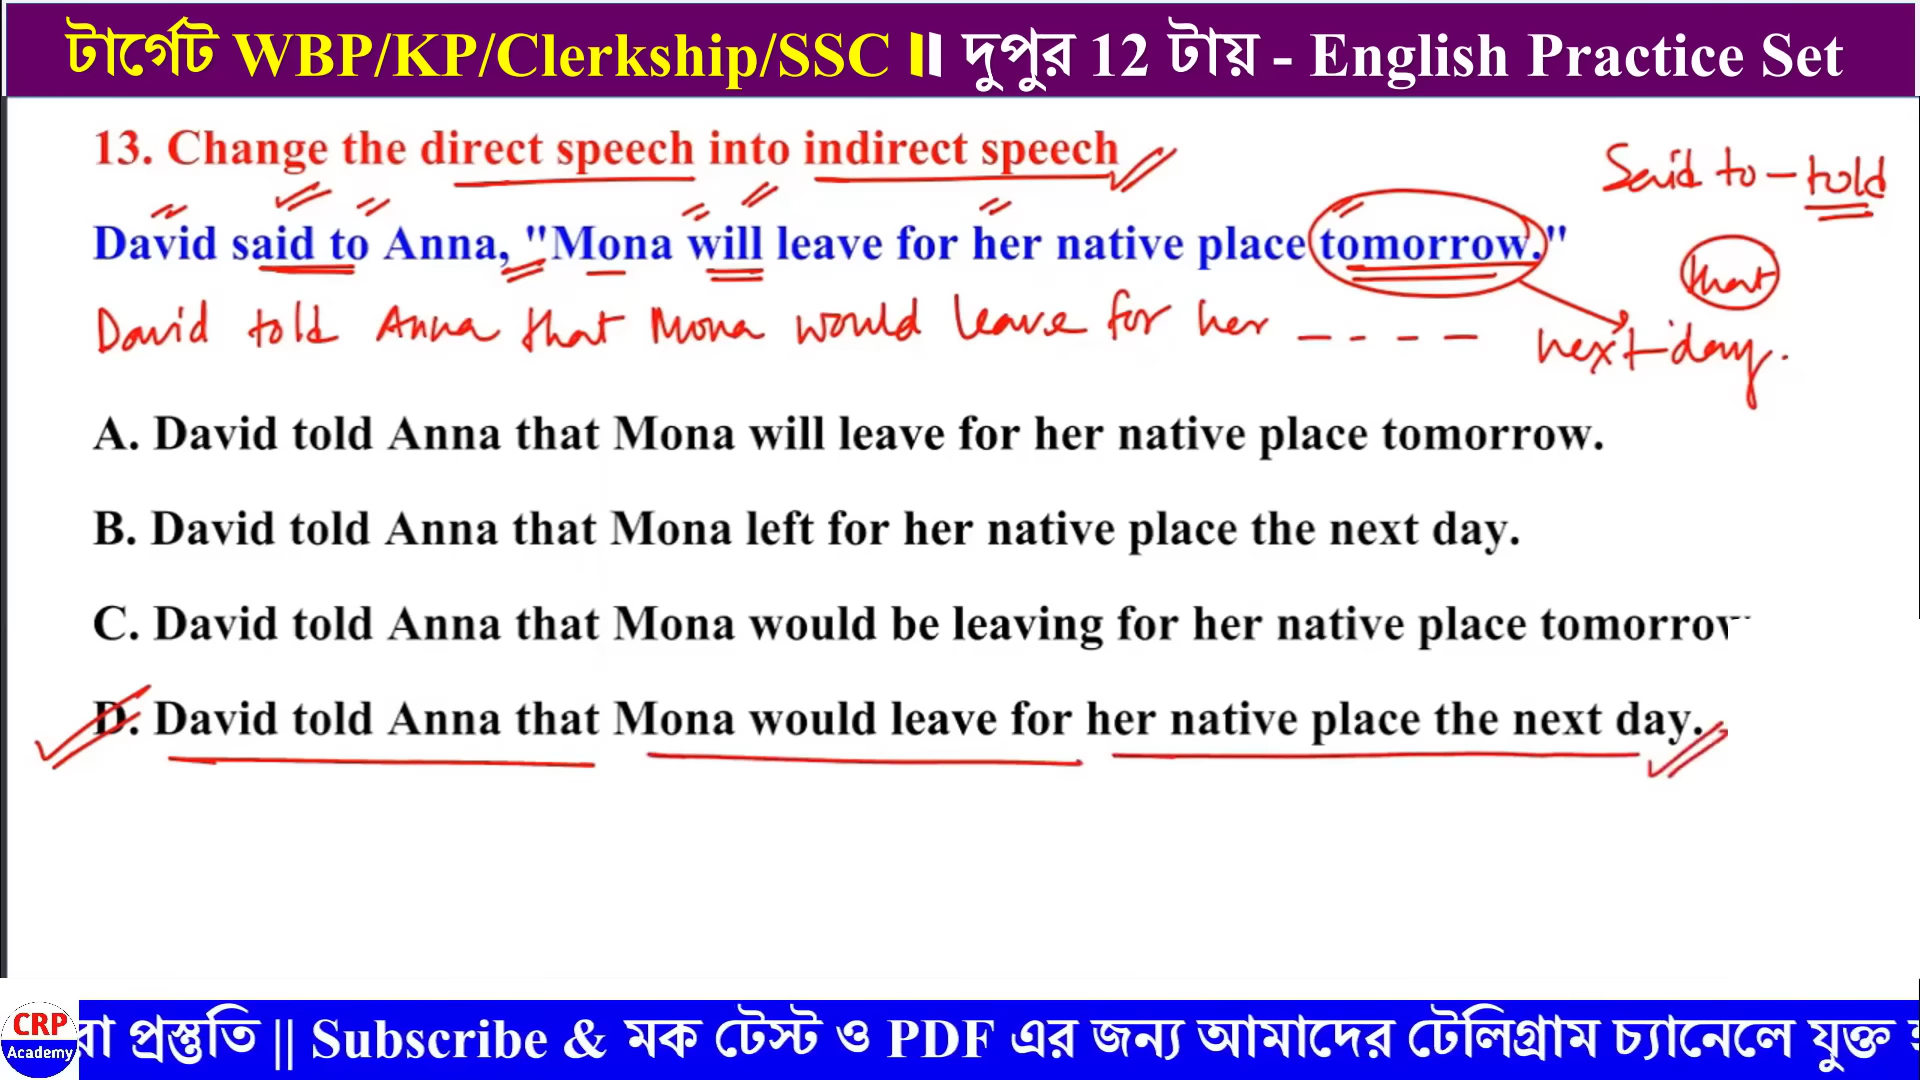 টার্গেট WBP/KP/Clerkship/SSC || দুপুর 12 টায় - English Practice Set
13. Change the direct speech into indirect speech
Said to - told
David said to Anna, "Mona will leave for her native place tomorrow."
that
David told Anna that Mona would leave for her - - - - next day.
A. David told Anna that Mona will leave for her native place tomorrow.
B. David told Anna that Mona left for her native place the next day.
C. David told Anna that Mona would be leaving for her native place tomorrow
D. David told Anna that Mona would leave for her native place the next day.
CRP Academy
প্রস্তুতি || Subscribe & মক টেস্ট ও PDF এর জন্য আমাদের টেলিগ্রাম চ্যানেলে যুক্ত